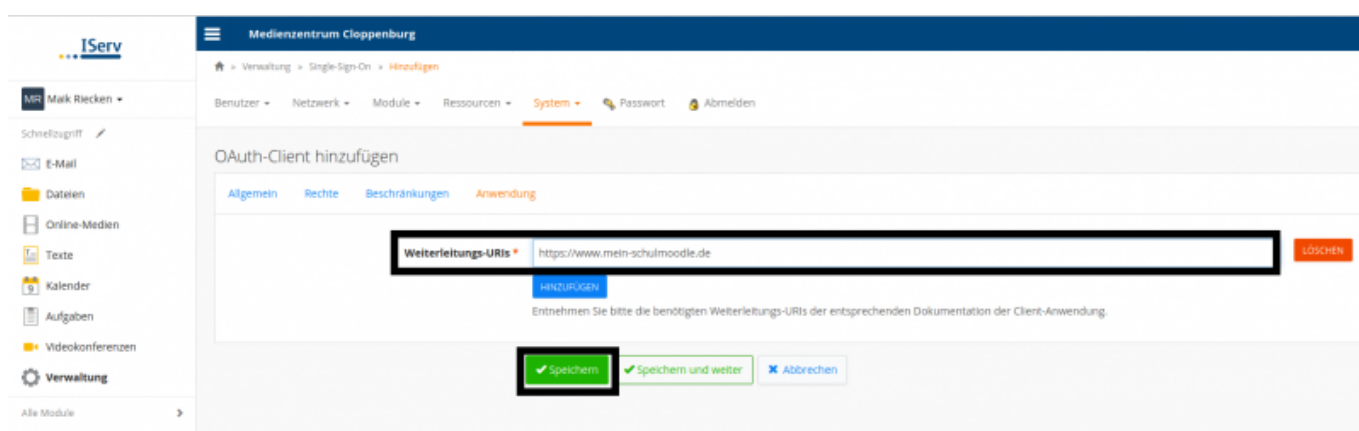 IServ
Medienzentrum Cloppenburg
» Verwaltung » Single-Sign-On » Hinzufügen
MR Maik Riecken
Benutzer Netzwerk Module Ressourcen System Passwort Abmelden
Schnellzugriff
E-Mail
Dateien
Online-Medien
Texte
9 Kalender
Aufgaben
Videokonferenzen
Verwaltung
Alle Module
OAuth-Client hinzufügen
Allgemein Rechte Beschränkungen Anwendung
Weiterleitungs-URIs * https://www.mein-schulmoodle.de LÖSCHEN
HINZUFÜGEN
Entnehmen Sie bitte die benötigten Weiterleitungs-URIs der entsprechenden Dokumentation der Client-Anwendung.
Speichern Speichern und weiter Abbrechen